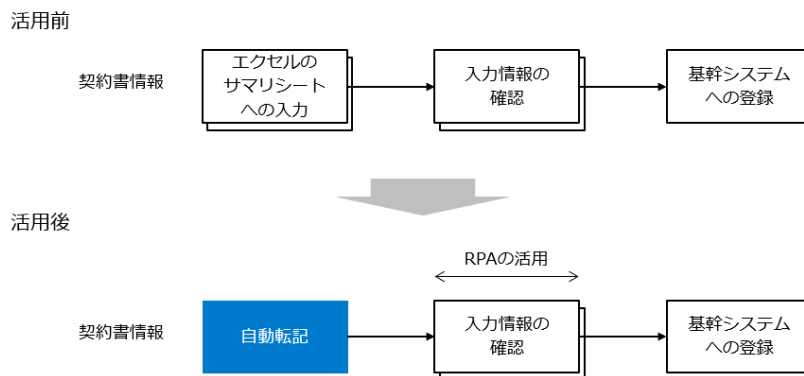 活用前
契約書情報
エクセルの
サマリシート
への入力
入力情報の
確認
基幹システム
への登録
活用後
RPAの活用
契約書情報
自動転記
入力情報の
確認
基幹システム
への登録